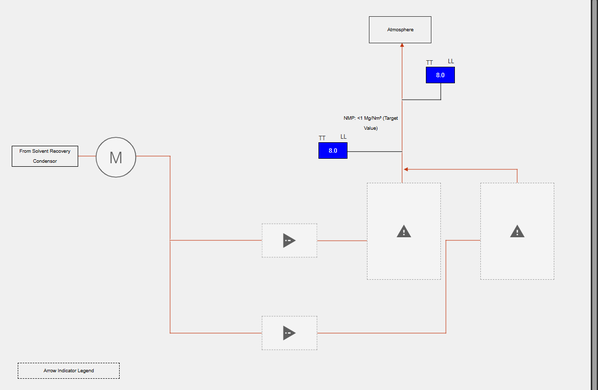 Atmosphere
TT LL
8.0
NMP: <1 Mg/Nm³ (Target
Value)
TT LL
8.0
From Solvent Recovery
Condensor
M
Arrow Indicator Legend